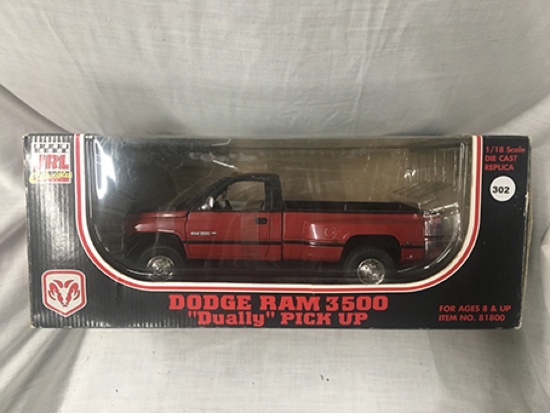 JRL
1/18 Scale
DIE CAST
REPLICA
302
DODGE RAM 3500
"Dually" PICK UP
FOR AGES 8 & UP
ITEM NO. 81800